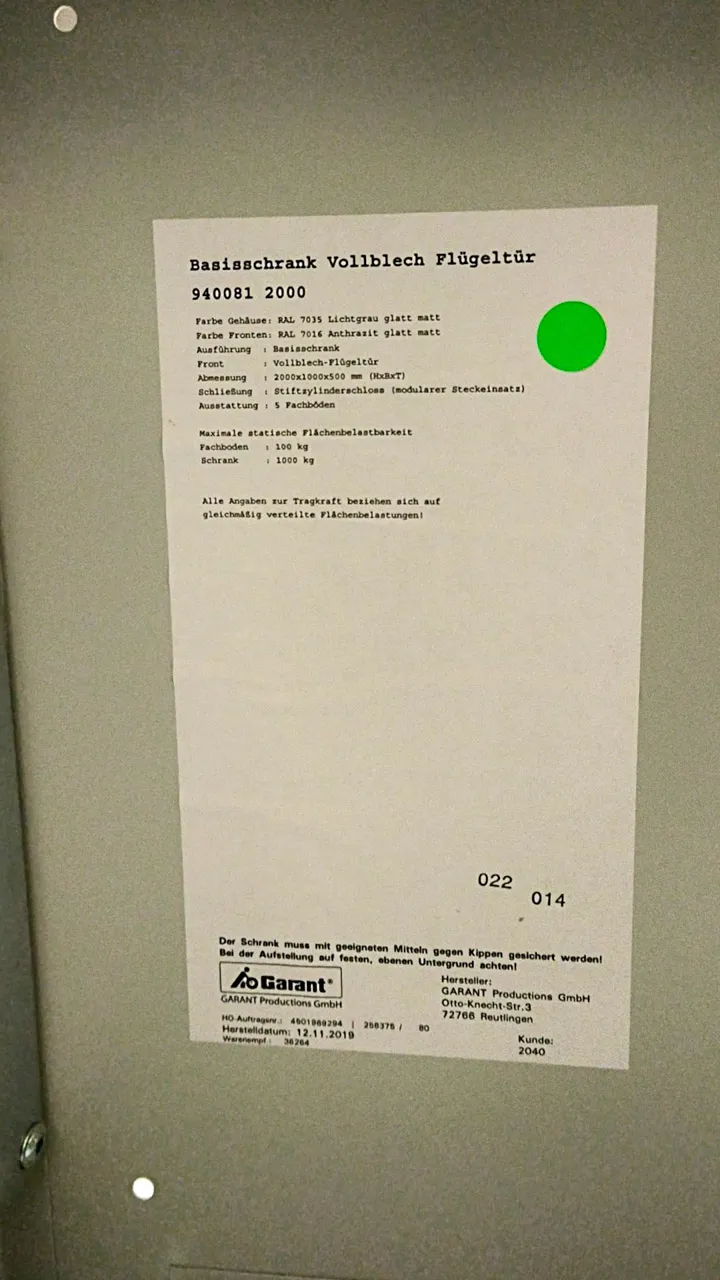 Basisschrank Vollblech Flügeltür
940081 2000
Farbe Gehäuse: RAL 7035 Lichtgrau glatt matt
Farbe Fronten: RAL 7016 Anthrazit glatt matt
Ausführung : Basisschrank
Front : Vollblech-Flügeltür
Abmessung : 2000x1000x500 mm (HxBxT)
Schließung : Stiftzylinderschloss (modularer Steckeinsatz)
Ausstattung : 5 Fachböden
Maximale statische Flächenbelastbarkeit
Fachboden : 100 kg
Schrank : 1000 kg
Alle Angaben zur Tragkraft beziehen sich auf
gleichmäßig verteilte Flächenbelastungen!
022
014
Der Schrank muss mit geeigneten Mitteln gegen Kippen gesichert werden!
Bei der Aufstellung auf festen, ebenen Untergrund achten!
Garant®
GARANT Productions GmbH
Hersteller:
GARANT Productions GmbH
Otto-Knecht-Str.3
72766 Reutlingen
HO-Auftragsnr.: 4501969294 | 258375 / 80
Herstelldatum: 12.11.2019
Warenempf.: 36264
Kunde:
2040